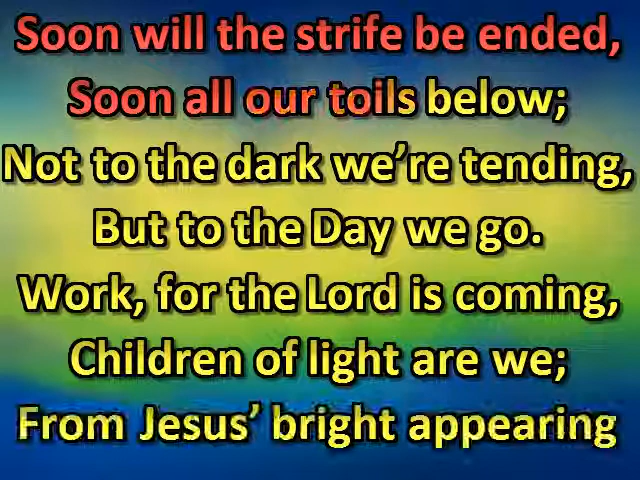 Soon will the strife be ended,
Soon all our toils below;
Not to the dark we’re tending,
But to the Day we go.
Work, for the Lord is coming,
Children of light are we;
From Jesus’ bright appearing